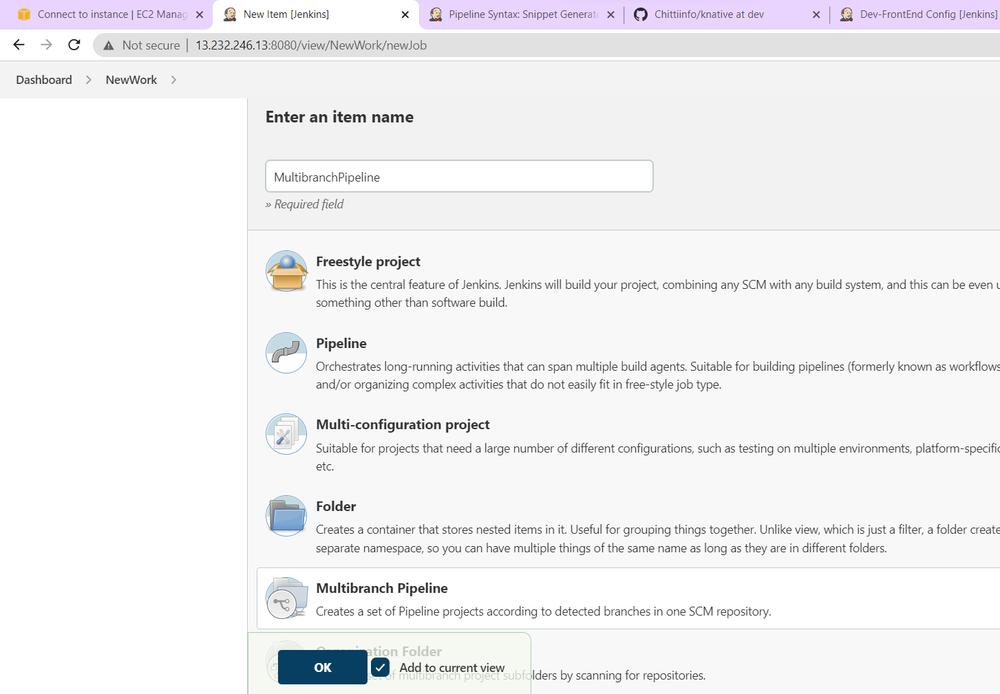 Connect to instance | EC2 Manag
New Item [Jenkins]
Pipeline Syntax: Snippet Generato
Chittiinfo/knative at dev
Dev-FrontEnd Config [Jenkins]
Not secure
13.232.246.13:8080/view/NewWork/newJob
Dashboard
NewWork
Enter an item name
MultibranchPipeline
» Required field
Freestyle project
This is the central feature of Jenkins. Jenkins will build your project, combining any SCM with any build system, and this can be even u
something other than software build.
Pipeline
Orchestrates long-running activities that can span multiple build agents. Suitable for building pipelines (formerly known as workflows
and/or organizing complex activities that do not easily fit in free-style job type.
Multi-configuration project
Suitable for projects that need a large number of different configurations, such as testing on multiple environments, platform-specific
etc.
Folder
Creates a container that stores nested items in it. Useful for grouping things together. Unlike view, which is just a filter, a folder create
separate namespace, so you can have multiple things of the same name as long as they are in different folders.
Multibranch Pipeline
Creates a set of Pipeline projects according to detected branches in one SCM repository.
Organization Folder
set of multibranch project subfolders by scanning for repositories.
OK
Add to current view